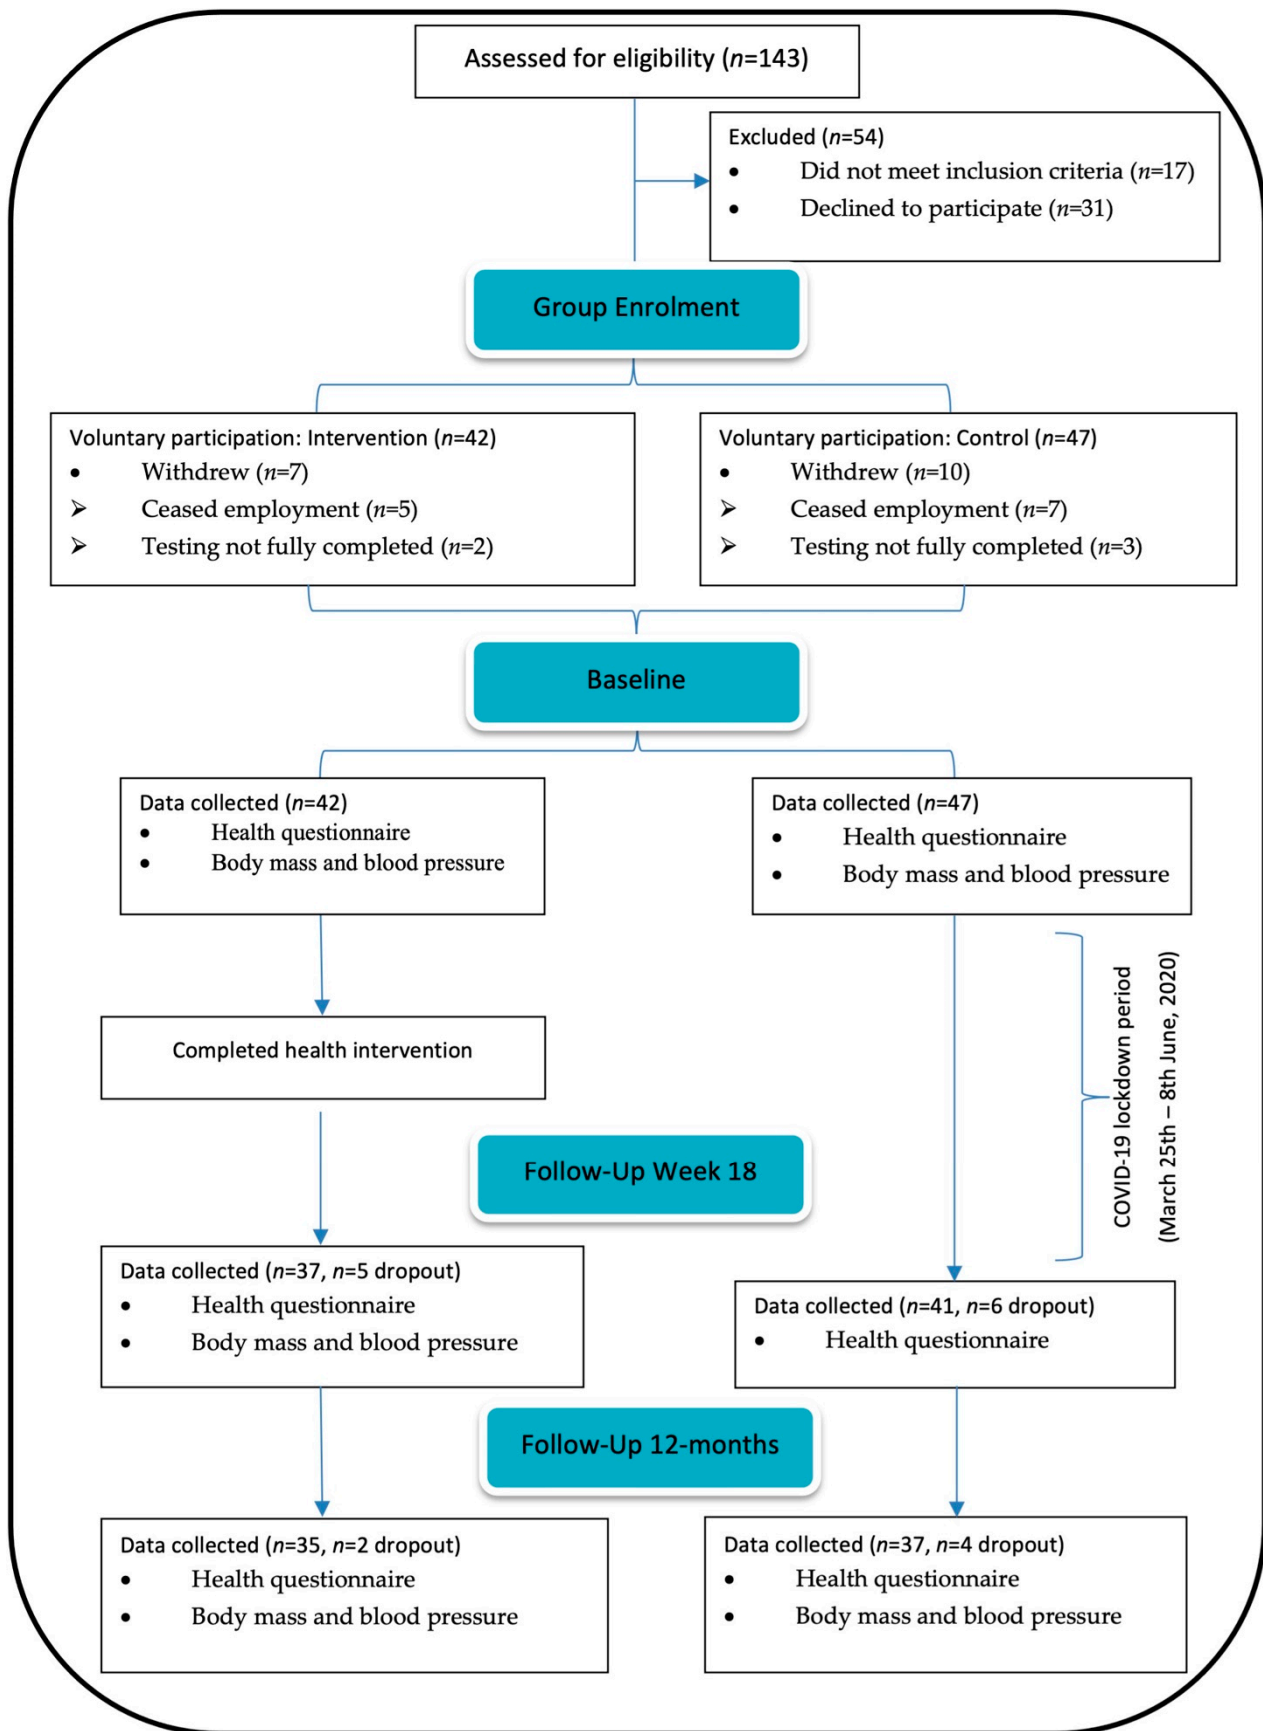 Assessed for eligibility (n=143)
Excluded (n=54)
• Did not meet inclusion criteria (n=17)
• Declined to participate (n=31)
Group Enrolment
Voluntary participation: Intervention (n=42)
• Withdrew (n=7)
➢ Ceased employment (n=5)
➢ Testing not fully completed (n=2)
Voluntary participation: Control (n=47)
• Withdrew (n=10)
➢ Ceased employment (n=7)
➢ Testing not fully completed (n=3)
Baseline
Data collected (n=42)
• Health questionnaire
• Body mass and blood pressure
Data collected (n=47)
• Health questionnaire
• Body mass and blood pressure
COVID-19 lockdown period
(March 25th – 8th June, 2020)
Completed health intervention
Follow-Up Week 18
Data collected (n=37, n=5 dropout)
• Health questionnaire
• Body mass and blood pressure
Data collected (n=41, n=6 dropout)
• Health questionnaire
Follow-Up 12-months
Data collected (n=35, n=2 dropout)
• Health questionnaire
• Body mass and blood pressure
Data collected (n=37, n=4 dropout)
• Health questionnaire
• Body mass and blood pressure